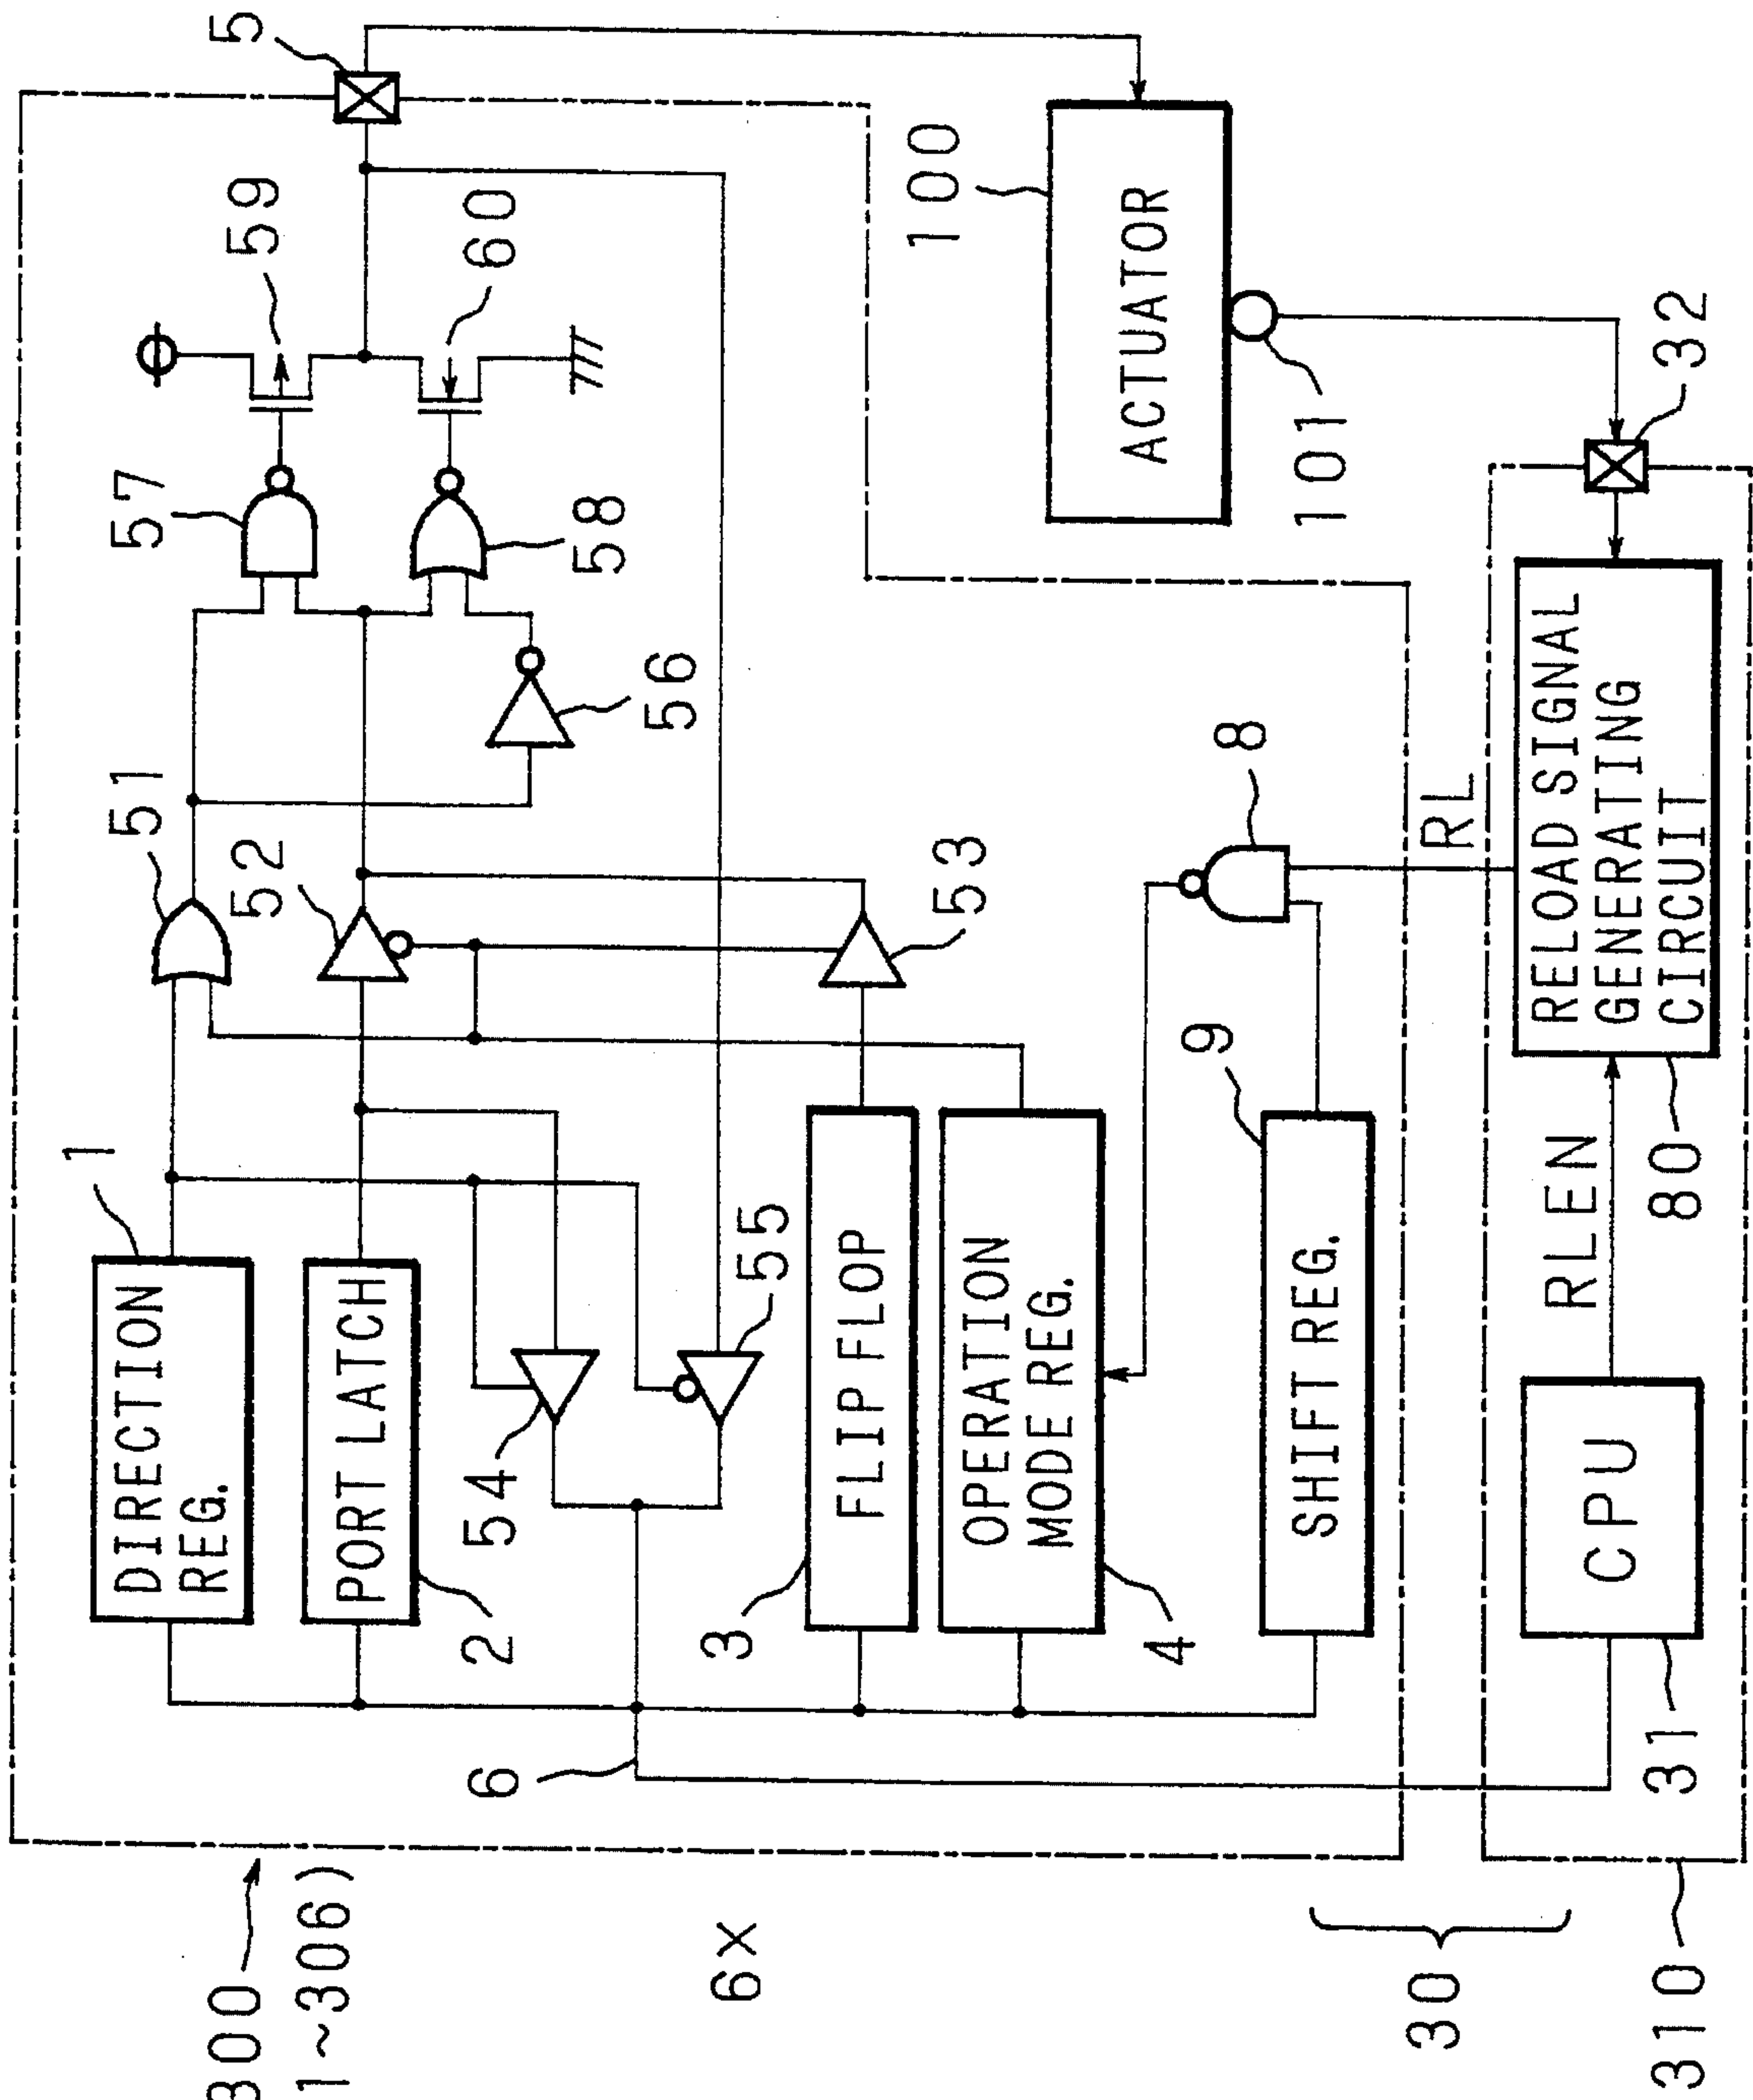 300
1~306)
6x
30
310
1
DIRECTION
REG.
2
PORT LATCH
51
52
54
55
56
57
58
59
60
5
53
3
FLIP FLOP
4
OPERATION
MODE REG.
6
8
9
SHIFT REG.
100
ACTUATOR
101
32
RL
RELOAD SIGNAL
GENERATING
CIRCUIT
80
RLEN
CPU
31